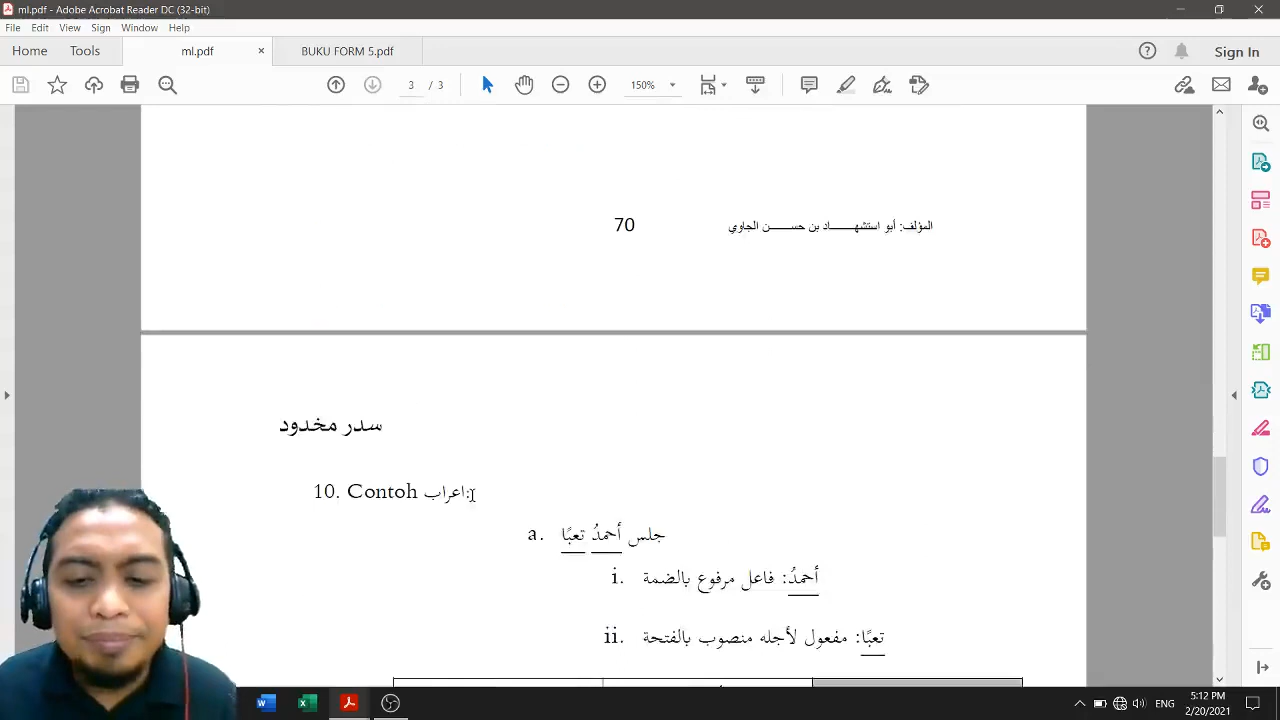 ml.pdf - Adobe Acrobat Reader DC (32-bit)
File Edit View Sign Window Help
Home Tools ml.pdf × BUKU FORM 5.pdf Sign In
3 / 3 150%
70 المؤلف: أبو استشهـــــاد بن حســـــن الجاوي
سدر مخدود
10. Contoh اعراب:
a. جلس أحمدُ تعبًا
i. أحمدُ: فاعل مرفوع بالضمة
ii. تعبًا: مفعول لأجله منصوب بالفتحة
ENG 5:12 PM
2/20/2021